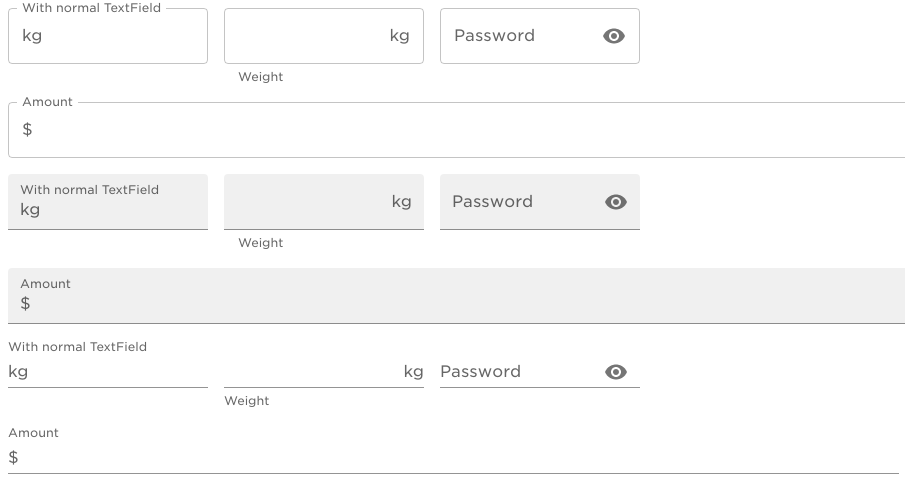 With normal TextField
kg
kg
Password
Weight
Amount
$
With normal TextField
kg
kg
Password
Weight
Amount
$
With normal TextField
kg
kg
Password
Weight
Amount
$